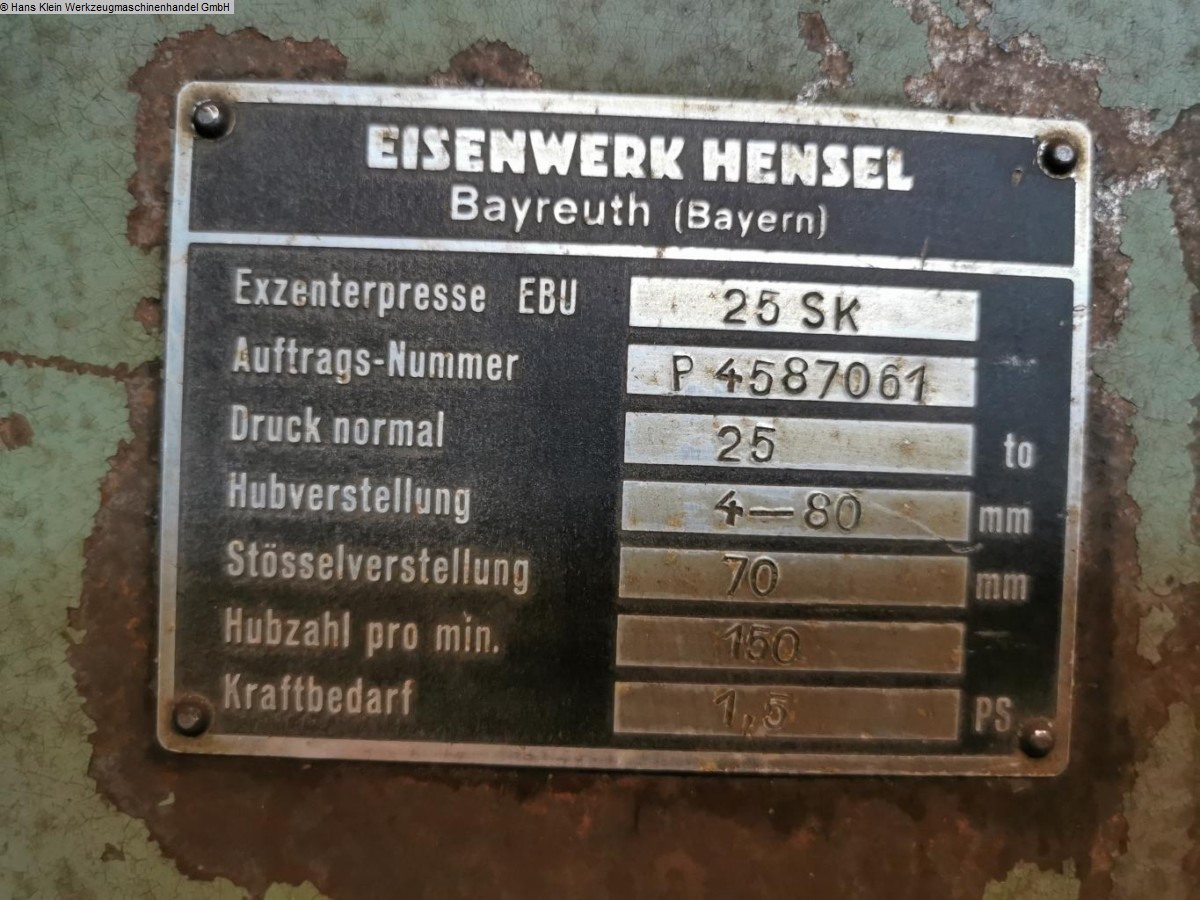 © Hans Klein Werkzeugmaschinenhandel GmbH
EISENWERK HENSEL
Bayreuth (Bayern)
Exzenterpresse EBU 25 SK
Auftrags-Nummer P 4587061
Druck normal 25 to
Hubverstellung 4—80 mm
Stösselverstellung 70 mm
Hubzahl pro min. 150
Kraftbedarf 1,5 PS